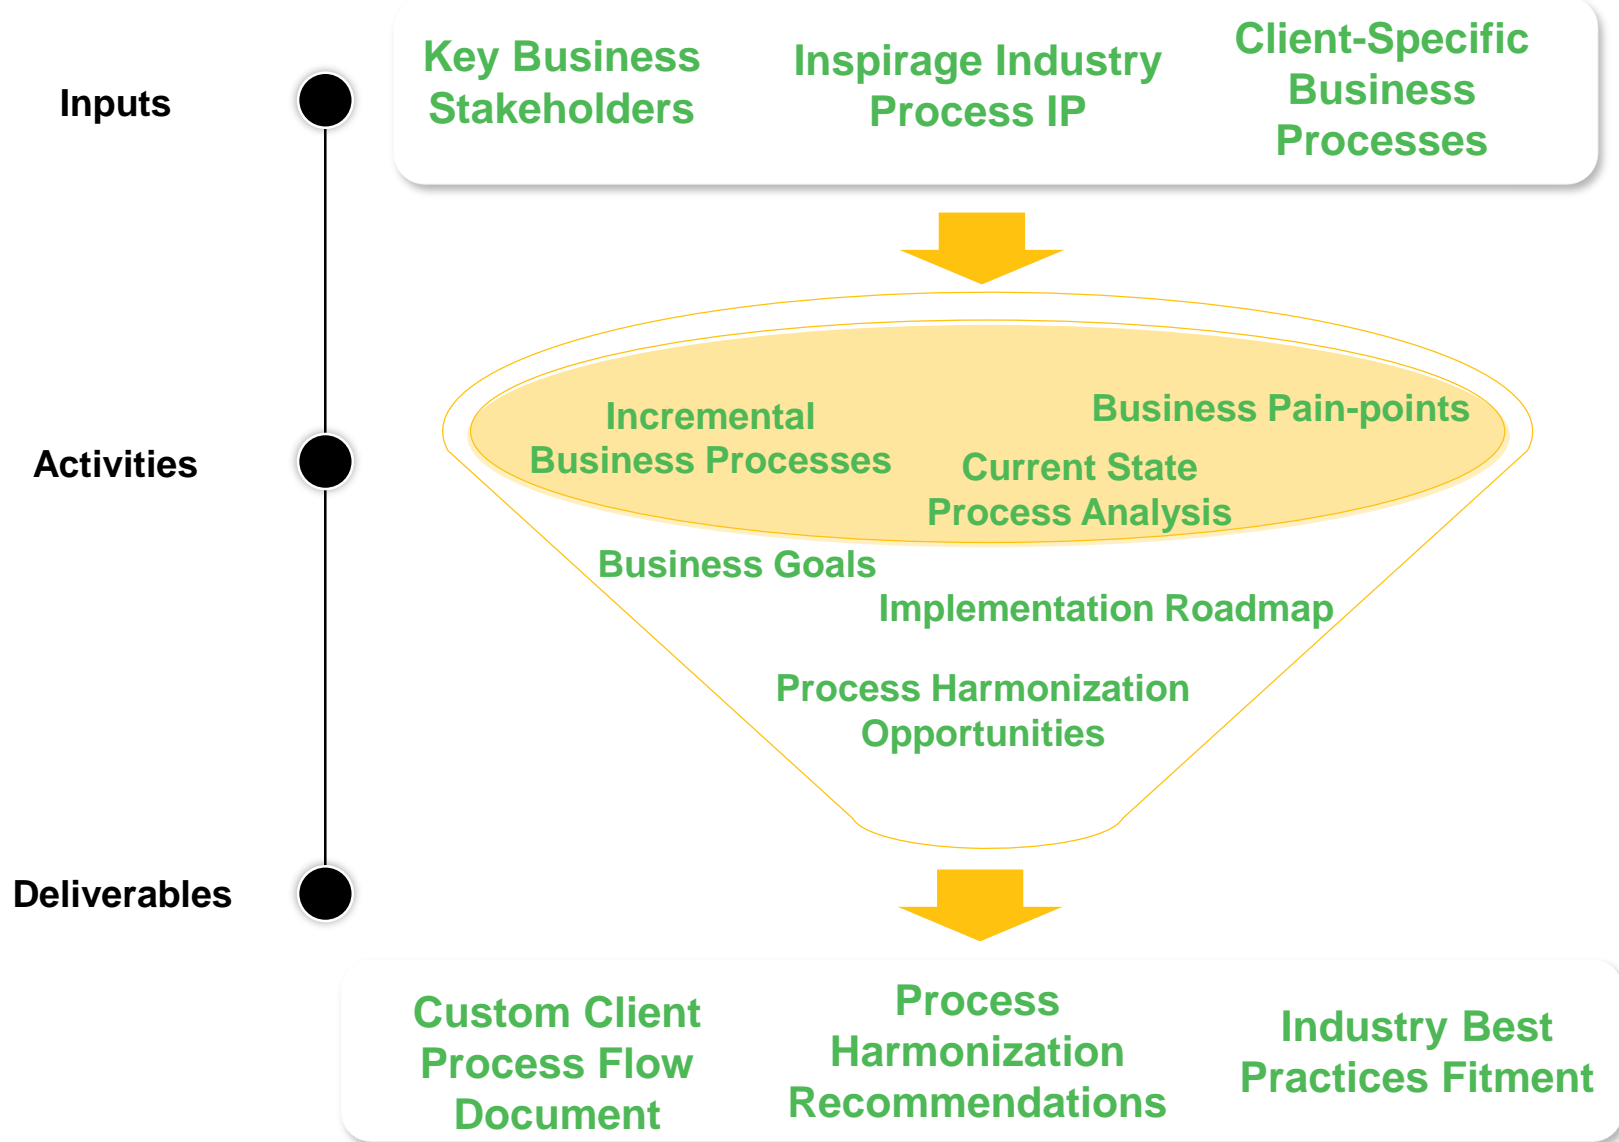 Inputs
Key Business
Stakeholders
Inspirage Industry
Process IP
Client-Specific
Business
Processes
Activities
Incremental
Business Processes
Business Pain-points
Current State
Process Analysis
Business Goals
Implementation Roadmap
Process Harmonization
Opportunities
Deliverables
Custom Client
Process Flow
Document
Process
Harmonization
Recommendations
Industry Best
Practices Fitment